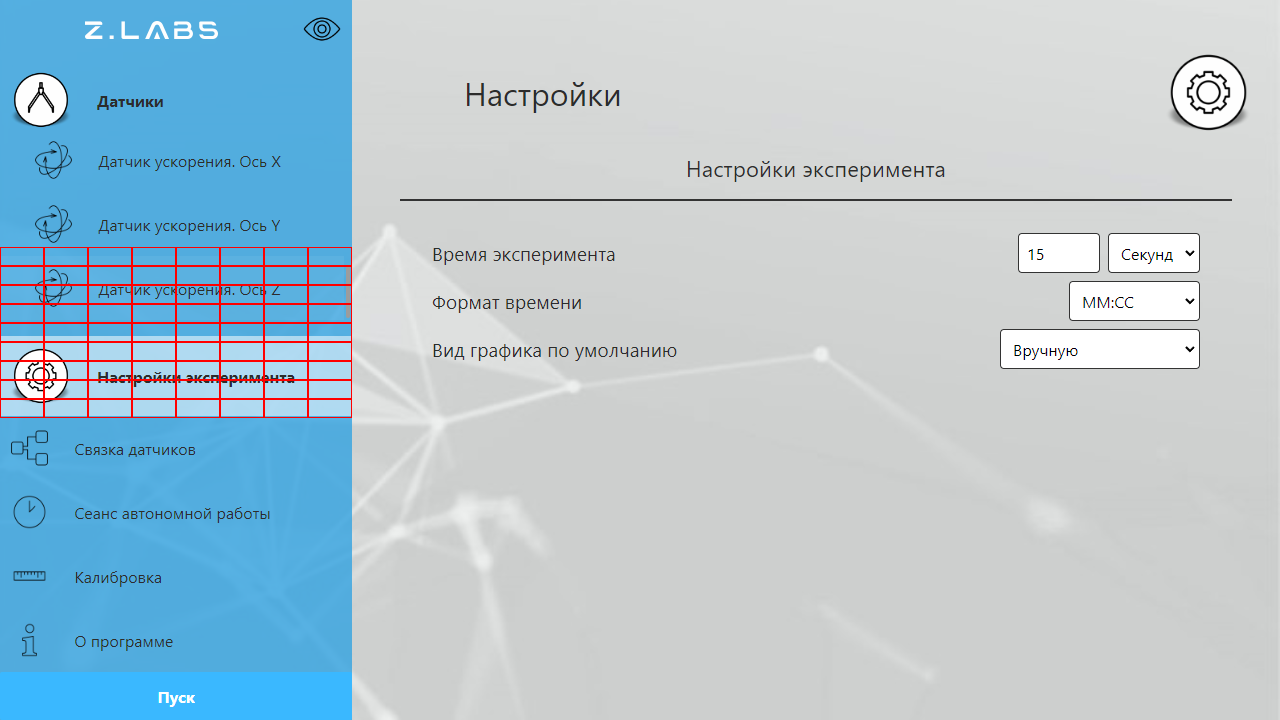 Z.LABS
Датчики
Датчик ускорения. Ось X
Датчик ускорения. Ось Y
Датчик ускорения. Ось Z
Настройки эксперимента
Связка датчиков
Сеанс автономной работы
Калибровка
О программе
Пуск
Настройки
Настройки эксперимента
Время эксперимента 15 Секунд
Формат времени ММ:СС
Вид графика по умолчанию Вручную